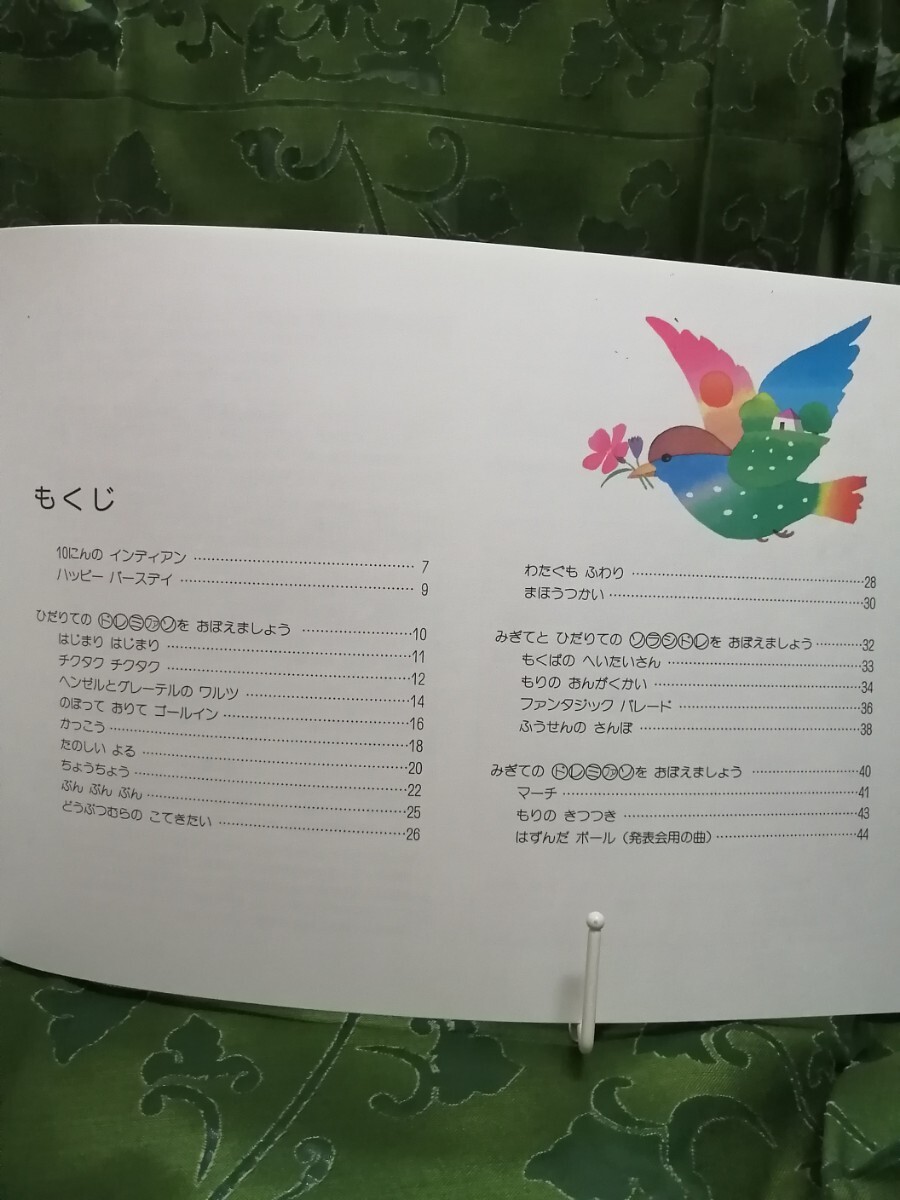 もくじ
10にんの インディアン …… 7
ハッピー バースデイ …… 9
ひだりての ドレミファソを おぼえましょう …… 10
はじまり はじまり …… 11
チクタク チクタク …… 12
ヘンゼルとグレーテルの ワルツ …… 14
のぼって おりて ゴールイン …… 16
かっこう …… 18
たのしい よる …… 20
ちょうちょう …… 22
ぶん ぶん ぶん …… 25
どうぶつむらの こてきたい …… 26
わたぐも ふわり …… 28
まほうつかい …… 30
みぎてと ひだりての ソラシドレを おぼえましょう …… 32
もくばの へいたいさん …… 33
もりの おんがくかい …… 34
ファンタジック パレード …… 36
ふうせんの さんぽ …… 38
みぎての ドレミファソを おぼえましょう …… 40
マーチ …… 41
もりの きつつき …… 43
はずんだ ボール（発表会用の曲） …… 44